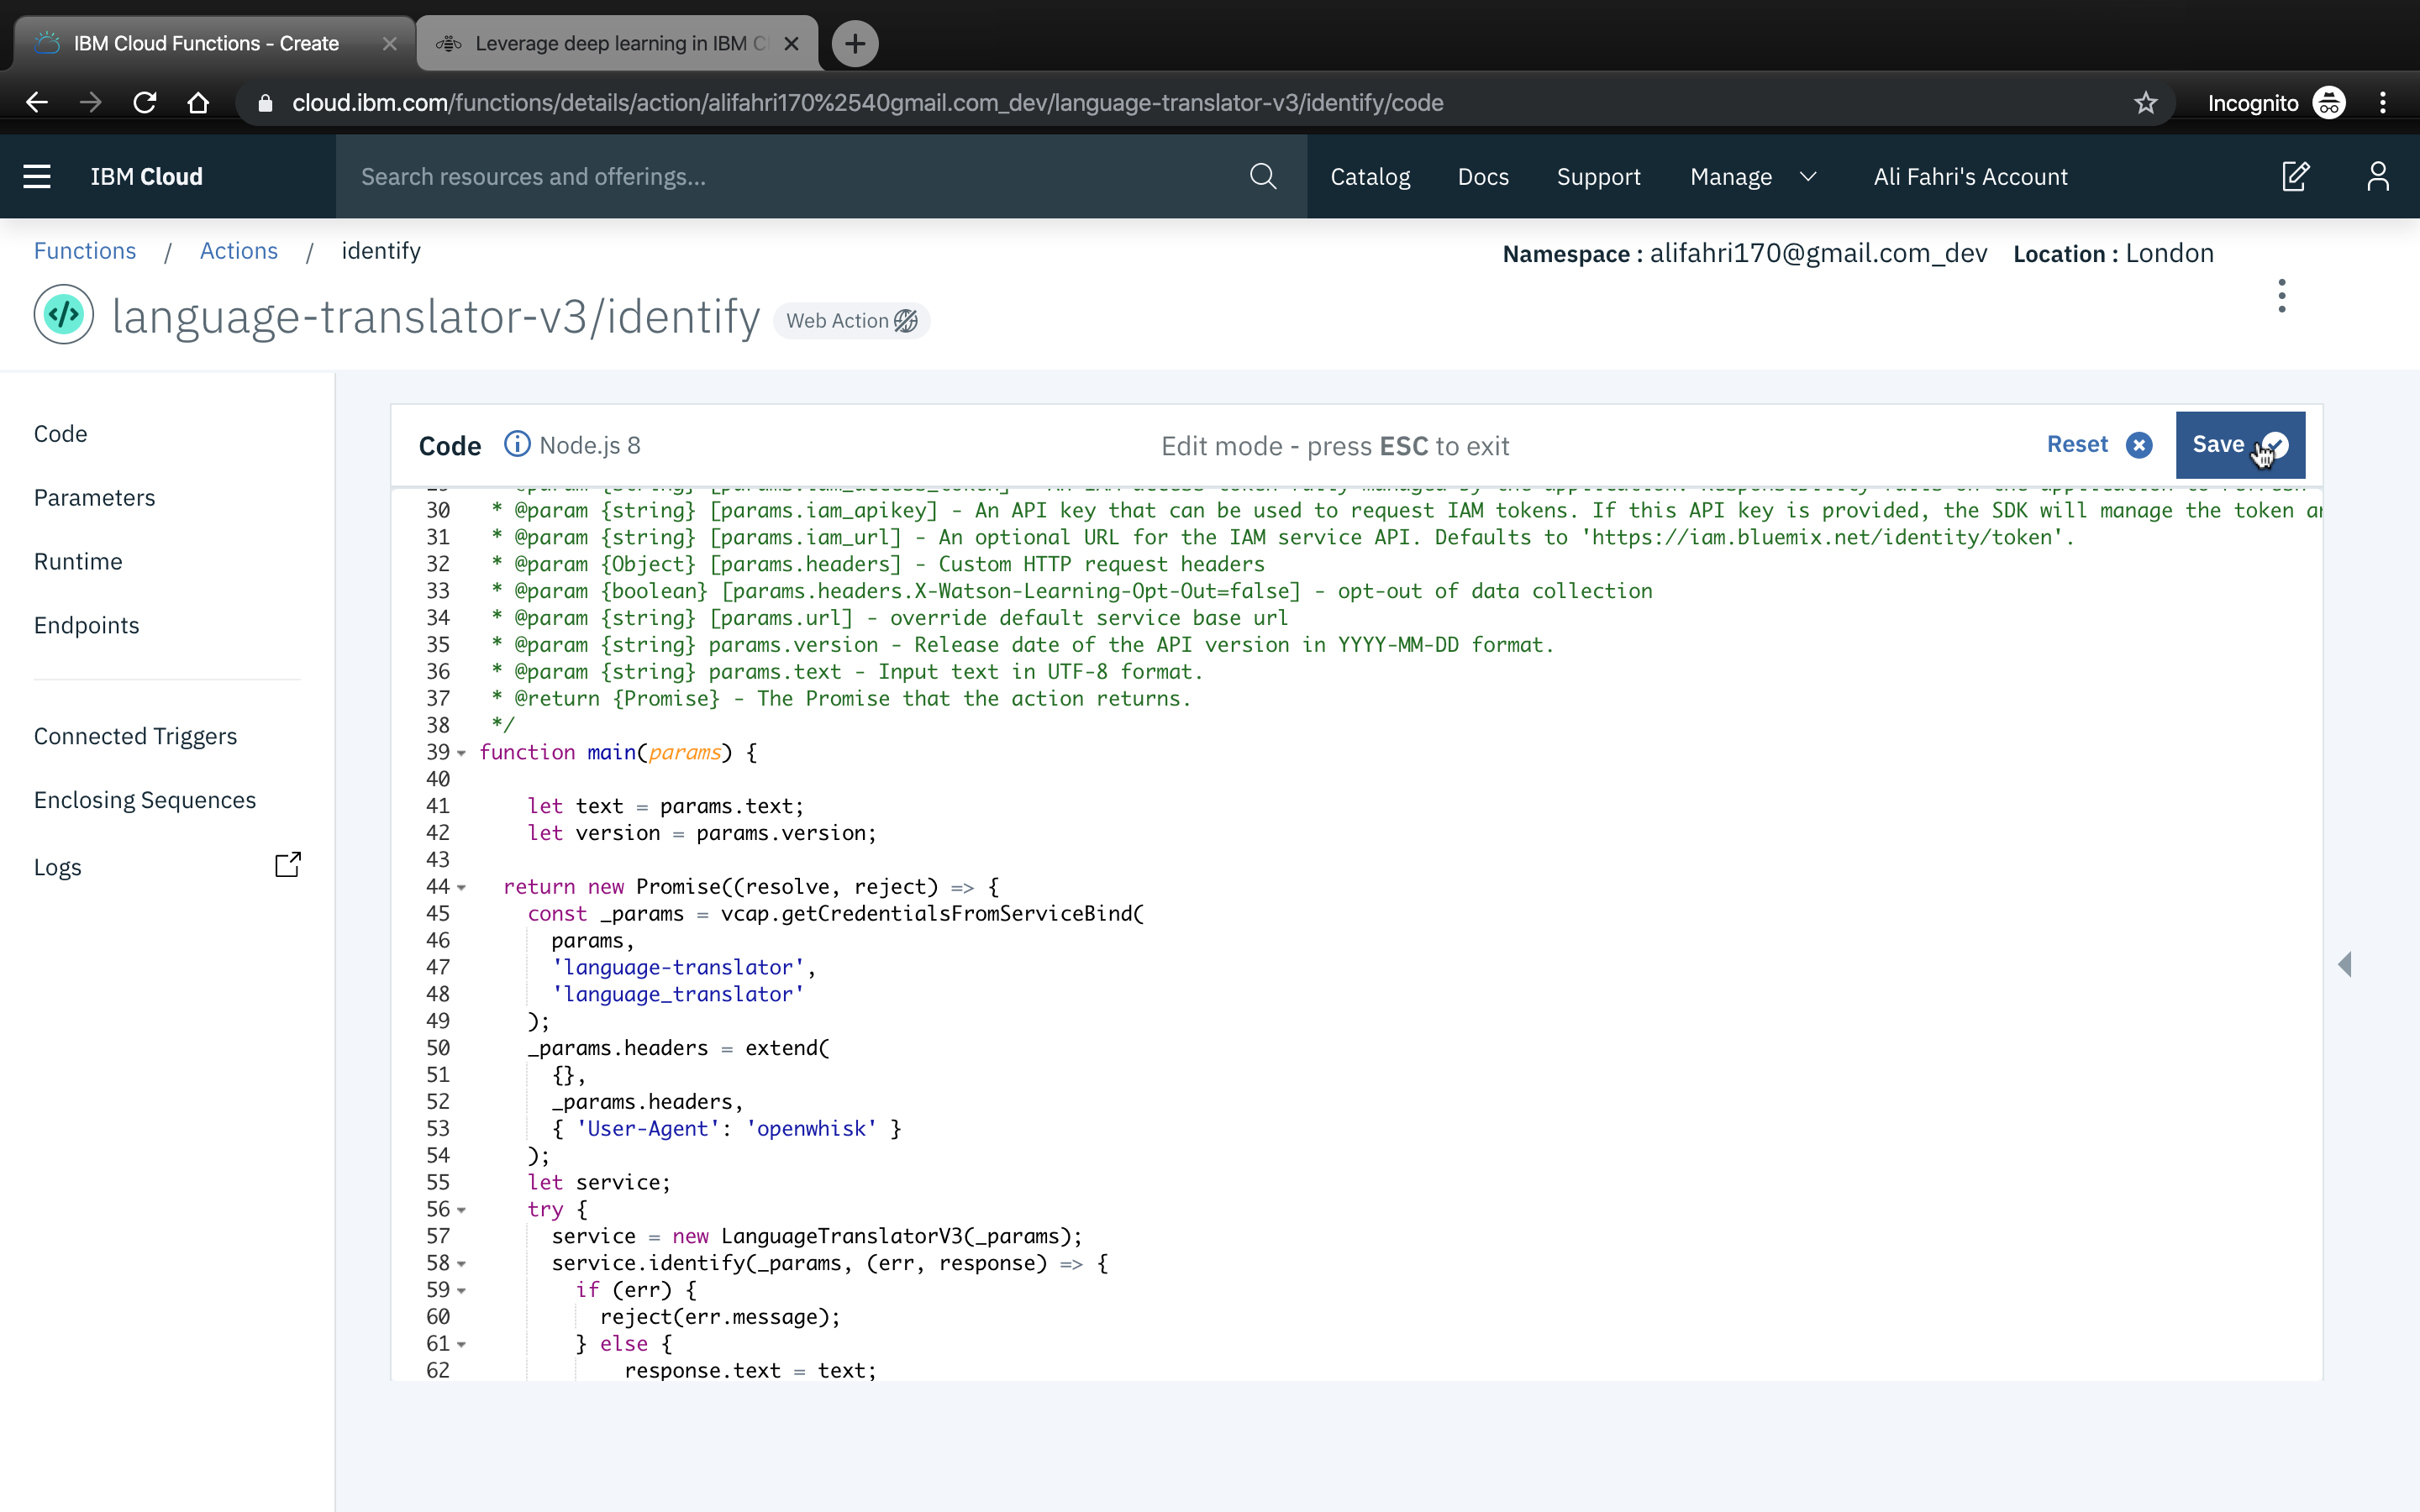 IBM Cloud Functions - Create
Leverage deep learning in IBM C
cloud.ibm.com/functions/details/action/alifahri170%2540gmail.com_dev/language-translator-v3/identify/code
Incognito
IBM Cloud
Search resources and offerings...
Catalog
Docs
Support
Manage
Ali Fahri's Account
Functions / Actions / identify
Namespace : alifahri170@gmail.com_dev Location : London
language-translator-v3/identify
Web Action
Code
Parameters
Runtime
Endpoints
Connected Triggers
Enclosing Sequences
Logs
Code
Node.js 8
Edit mode - press ESC to exit
Reset
Save
30 * @param {string} [params.iam_apikey] - An API key that can be used to request IAM tokens. If this API key is provided, the SDK will manage the token
31 * @param {string} [params.iam_url] - An optional URL for the IAM service API. Defaults to 'https://iam.bluemix.net/identity/token'.
32 * @param {Object} [params.headers] - Custom HTTP request headers
33 * @param {boolean} [params.headers.X-Watson-Learning-Opt-Out=false] - opt-out of data collection
34 * @param {string} [params.url] - override default service base url
35 * @param {string} params.version - Release date of the API version in YYYY-MM-DD format.
36 * @param {string} params.text - Input text in UTF-8 format.
37 * @return {Promise} - The Promise that the action returns.
38 */
39 function main(params) {
40
41 let text = params.text;
42 let version = params.version;
43
44 return new Promise((resolve, reject) => {
45 const _params = vcap.getCredentialsFromServiceBind(
46 params,
47 'language-translator',
48 'language_translator'
49 );
50 _params.headers = extend(
51 {},
52 _params.headers,
53 { 'User-Agent': 'openwhisk' }
54 );
55 let service;
56 try {
57 service = new LanguageTranslatorV3(_params);
58 service.identify(_params, (err, response) => {
59 if (err) {
60 reject(err.message);
61 } else {
62 response.text = text;